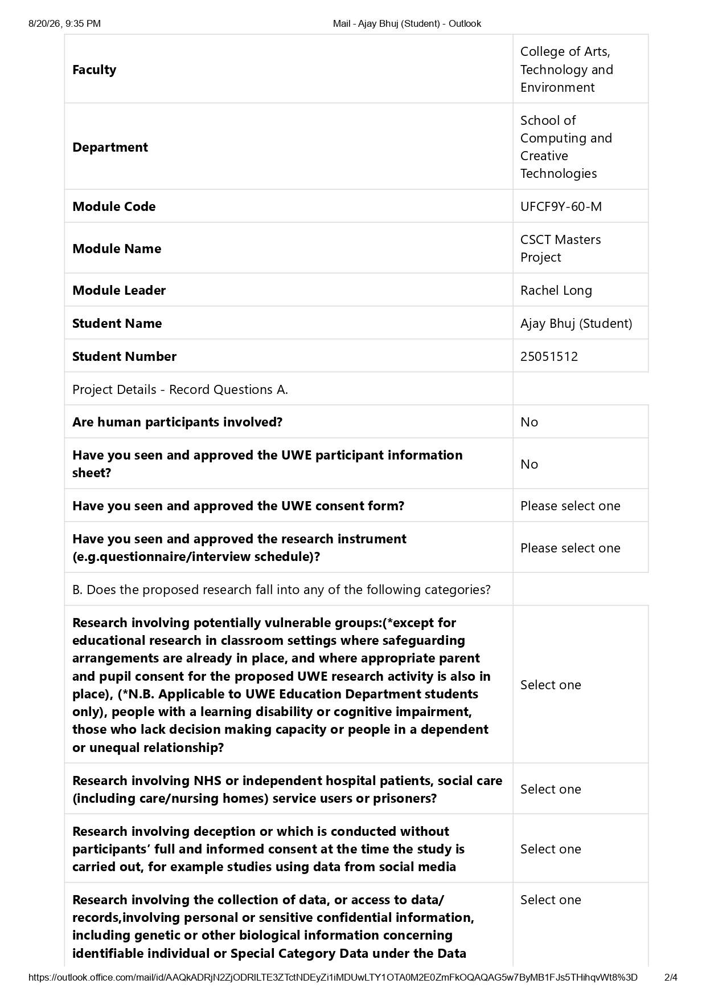 8/20/26, 9:35 PM
Mail - Ajay Bhuj (Student) - Outlook
Faculty
College of Arts,
Technology and
Environment
Department
School of
Computing and
Creative
Technologies
Module Code
UFCF9Y-60-M
Module Name
CSCT Masters
Project
Module Leader
Rachel Long
Student Name
Ajay Bhuj (Student)
Student Number
25051512
Project Details - Record Questions A.
Are human participants involved?
No
Have you seen and approved the UWE participant information
sheet?
No
Have you seen and approved the UWE consent form?
Please select one
Have you seen and approved the research instrument
(e.g.questionnaire/interview schedule)?
Please select one
B. Does the proposed research fall into any of the following categories?
Research involving potentially vulnerable groups:(*except for
educational research in classroom settings where safeguarding
arrangements are already in place, and where appropriate parent
and pupil consent for the proposed UWE research activity is also in
place), (*N.B. Applicable to UWE Education Department students
only), people with a learning disability or cognitive impairment,
those who lack decision making capacity or people in a dependent
or unequal relationship?
Select one
Research involving NHS or independent hospital patients, social care
(including care/nursing homes) service users or prisoners?
Select one
Research involving deception or which is conducted without
participants’ full and informed consent at the time the study is
carried out, for example studies using data from social media
Select one
Research involving the collection of data, or access to data/
records,involving personal or sensitive confidential information,
including genetic or other biological information concerning
identifiable individual or Special Category Data under the Data
Select one
https://outlook.office.com/mail/id/AAQkADRjN2ZjODRlLTE3ZTctNDEyZi1iMDUwLTY1OTA0M2E0ZmFkOQAQAG5w7ByMB1FJs5THihqvWt8%3D
2/4